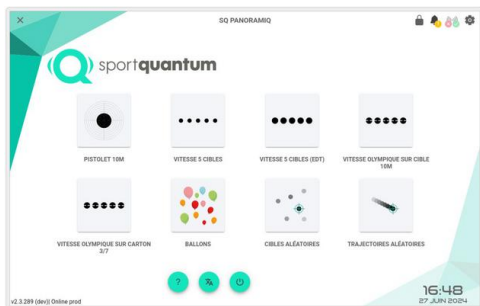 SQ PANORAMIQ
sportquantum
PISTOLET 10M
VITESSE 5 CIBLES
VITESSE 5 CIBLES (EDT)
VITESSE OLYMPIQUE SUR CIBLE
10M
VITESSE OLYMPIQUE SUR CARTON
3/7
BALLONS
CIBLES ALÉATOIRES
TRAJECTOIRES ALÉATOIRES
?
16:48
27 JUIN 2024
v2.3.289 (dev)| Online prod